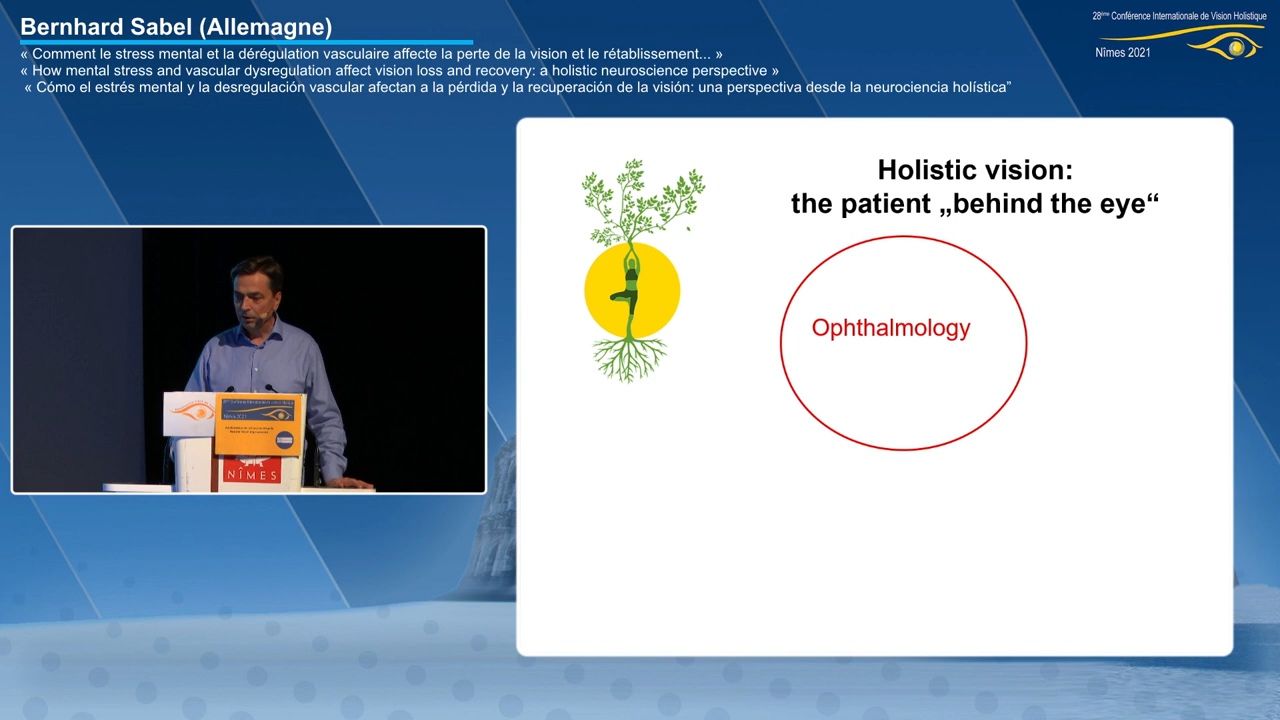 Bernhard Sabel (Allemagne)
« Comment le stress mental et la dérégulation vasculaire affecte la perte de la vision et le rétablissement... »
« How mental stress and vascular dysregulation affect vision loss and recovery: a holistic neuroscience perspective »
« Cómo el estrés mental y la desregulación vascular afectan a la pérdida y la recuperación de la visión: una perspectiva desde la neurociencia holística”
28ème Conférence Internationale de Vision Holistique
Nîmes 2021
Holistic vision:
the patient „behind the eye“
Ophthalmology
NÎMES